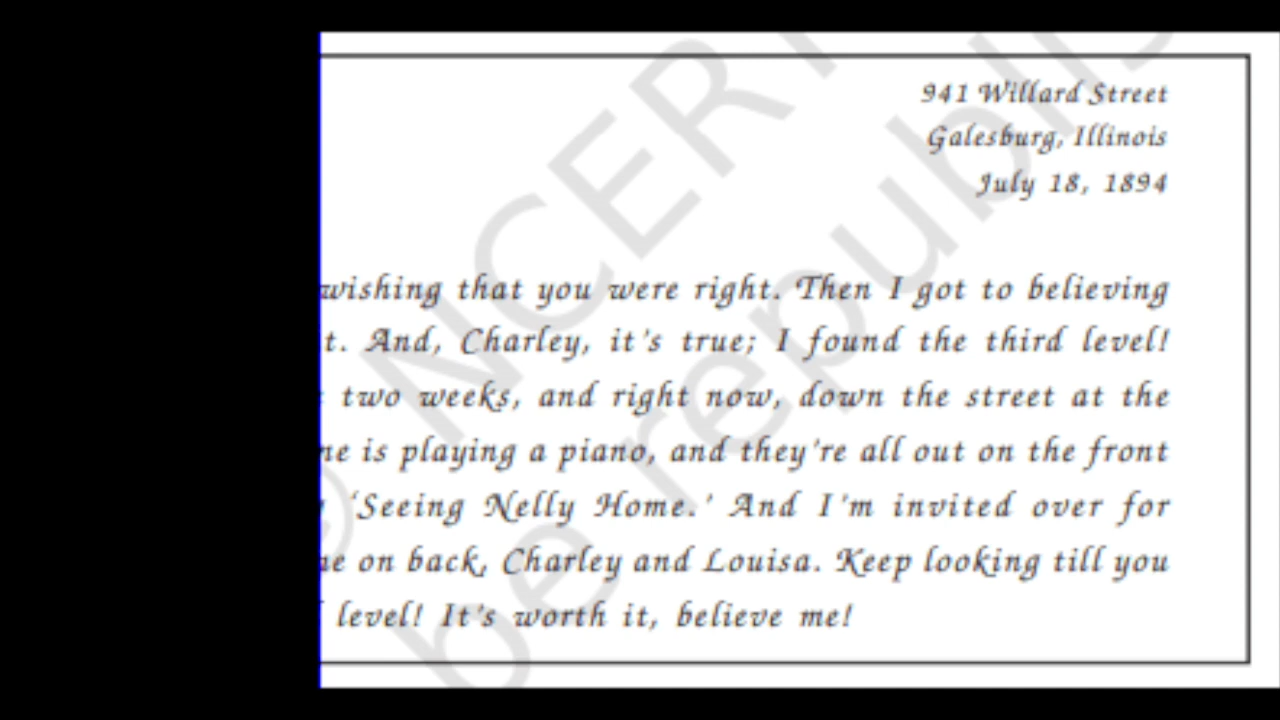 941 Willard Street
Galesburg, Illinois
July 18, 1894
wishing that you were right. Then I got to believing
And, Charley, it's true; I found the third level!
two weeks, and right now, down the street at the
is playing a piano, and they're all out on the front
'Seeing Nelly Home.' And I'm invited over for
on back, Charley and Louisa. Keep looking till you
level! It's worth it, believe me!
© NCERT
be republis